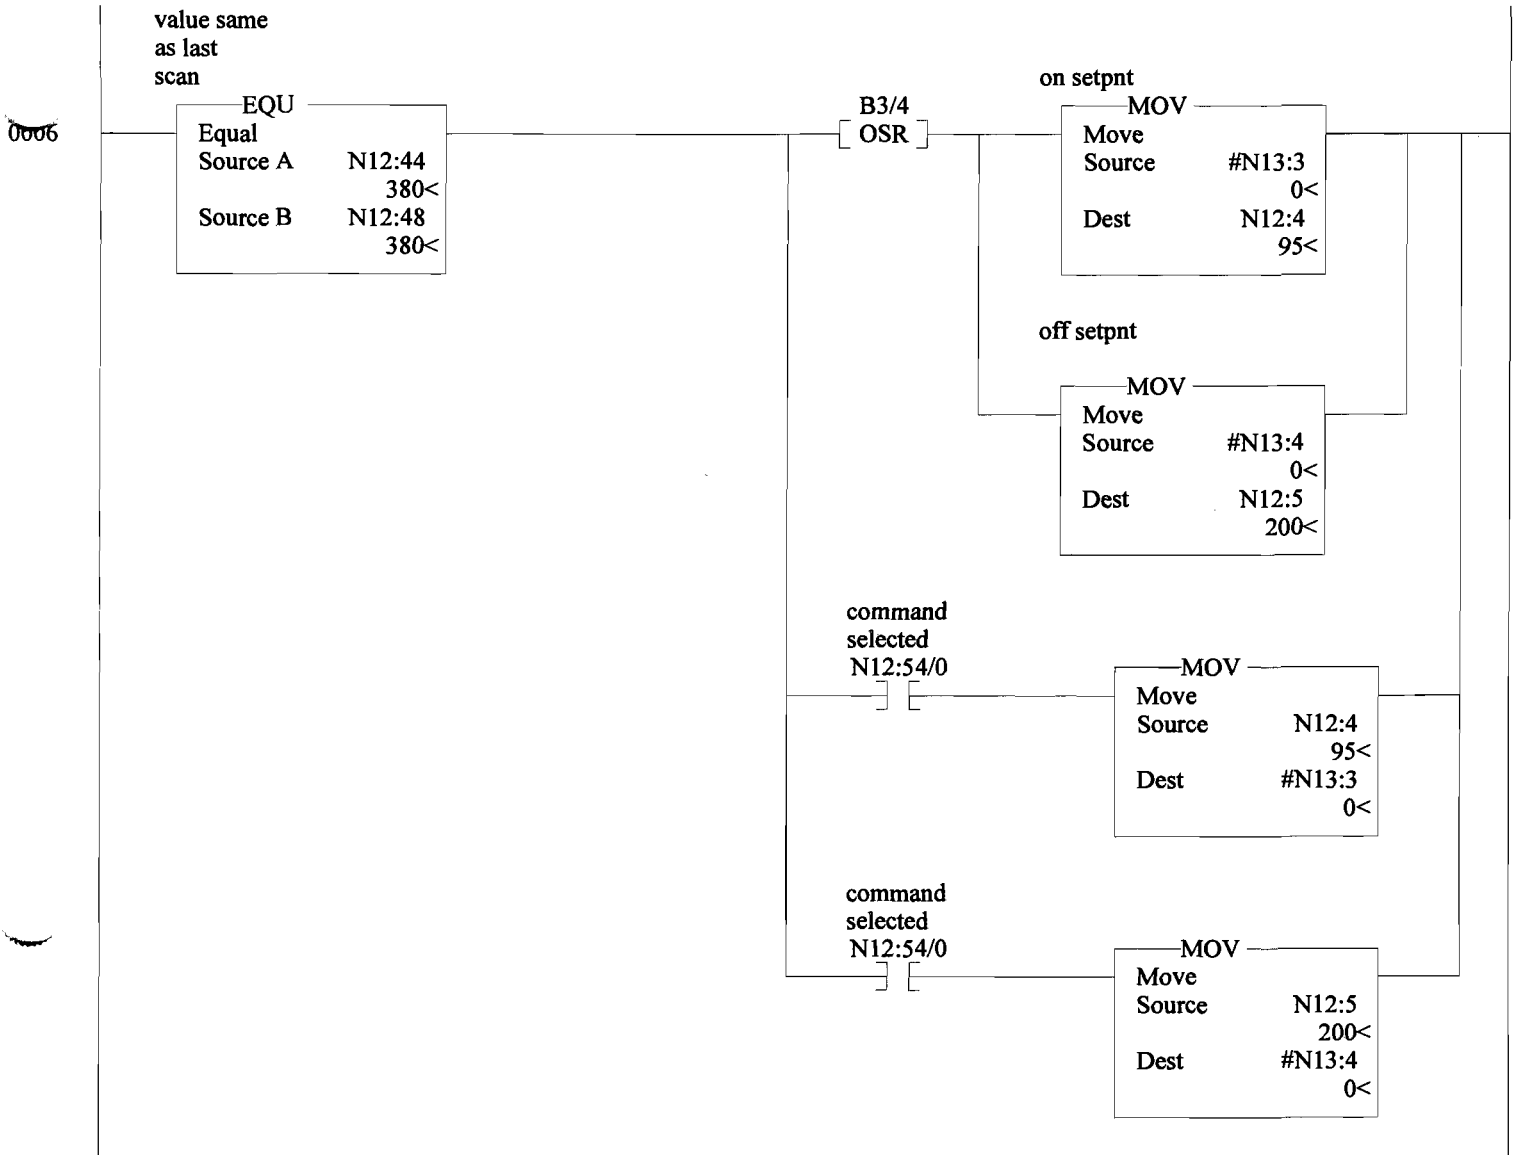 value same
as last
scan
EQU
0006
Equal
Source A N12:44
380<
Source B N12:48
380<
B3/4
OSR
on setpnt
MOV
Move
Source #N13:3
0<
Dest N12:4
95<
off setpnt
MOV
Move
Source #N13:4
0<
Dest N12:5
200<
command
selected
N12:54/0
MOV
Move
Source N12:4
95<
Dest #N13:3
0<
command
selected
N12:54/0
MOV
Move
Source N12:5
200<
Dest #N13:4
0<